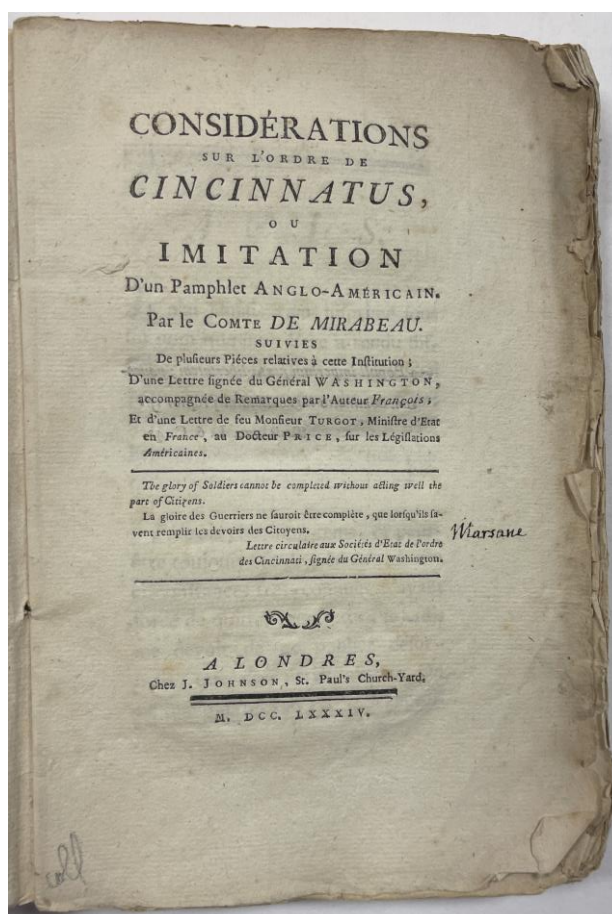 CONSIDÉRATIONS
SUR L'ORDRE DE
CINCINNATUS,
OU
IMITATION
D'un Pamphlet ANGLO-AMÉRICAIN.
Par le COMTE DE MIRABEAU.
SUIVIES
De plusieurs Piéces relatives à cette Institution ;
D'une Lettre signée du Général WASHINGTON,
accompagnée de Remarques par l'Auteur François ;
Et d'une Lettre de feu Monsieur TURGOT, Ministre d'Etat
en France, au Docteur PRICE, sur les Législations
Américaines.
The glory of Soldiers cannot be completed without acting well the
part of Citizens.
La gloire des Guerriers ne sauroit être complète, que lorsqu'ils sa-
vent remplir les devoirs des Citoyens.
Lettre circulaire aux Sociétés d'Etat de l'ordre
des Cincinnati, signée du Général Washington.
Marsane
A LONDRES,
Chez J. JOHNSON, St. Paul's Church-Yard.
M. DCC. LXXXIV.
coll